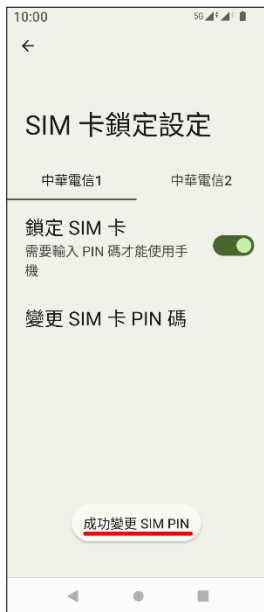 10:00
5G
SIM 卡鎖定設定
中華電信1
中華電信2
鎖定 SIM 卡
需要輸入 PIN 碼才能使用手
機
變更 SIM 卡 PIN 碼
成功變更 SIM PIN